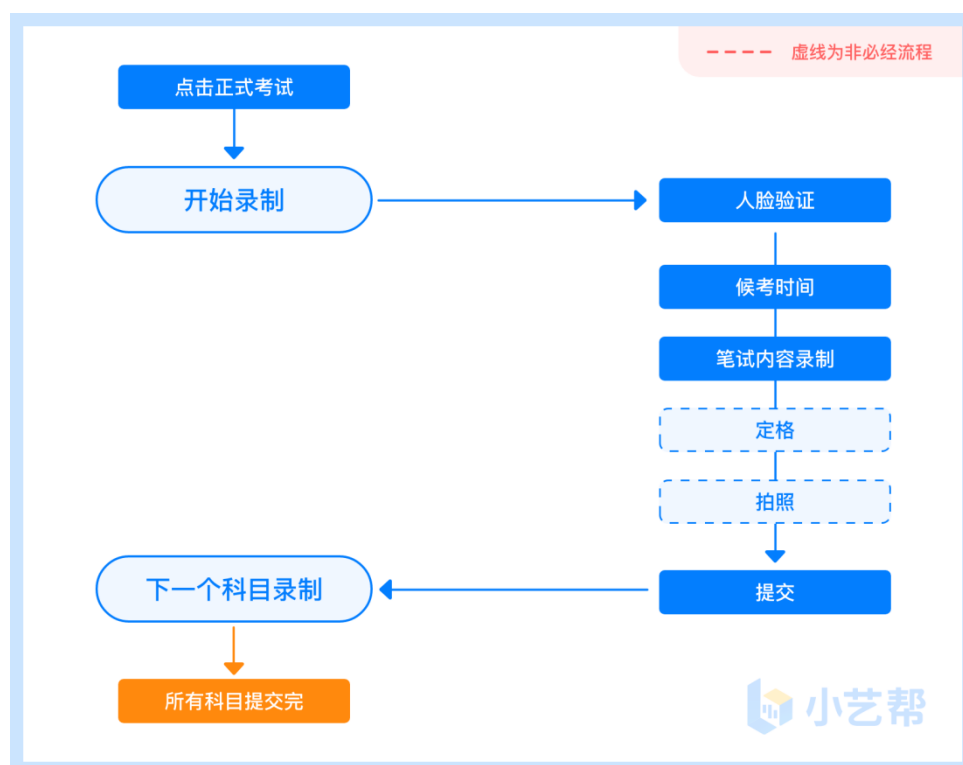 ---- 虚线为非必经流程
点击正式考试
开始录制
人脸验证
候考时间
笔试内容录制
定格
拍照
提交
下一个科目录制
所有科目提交完
小艺帮